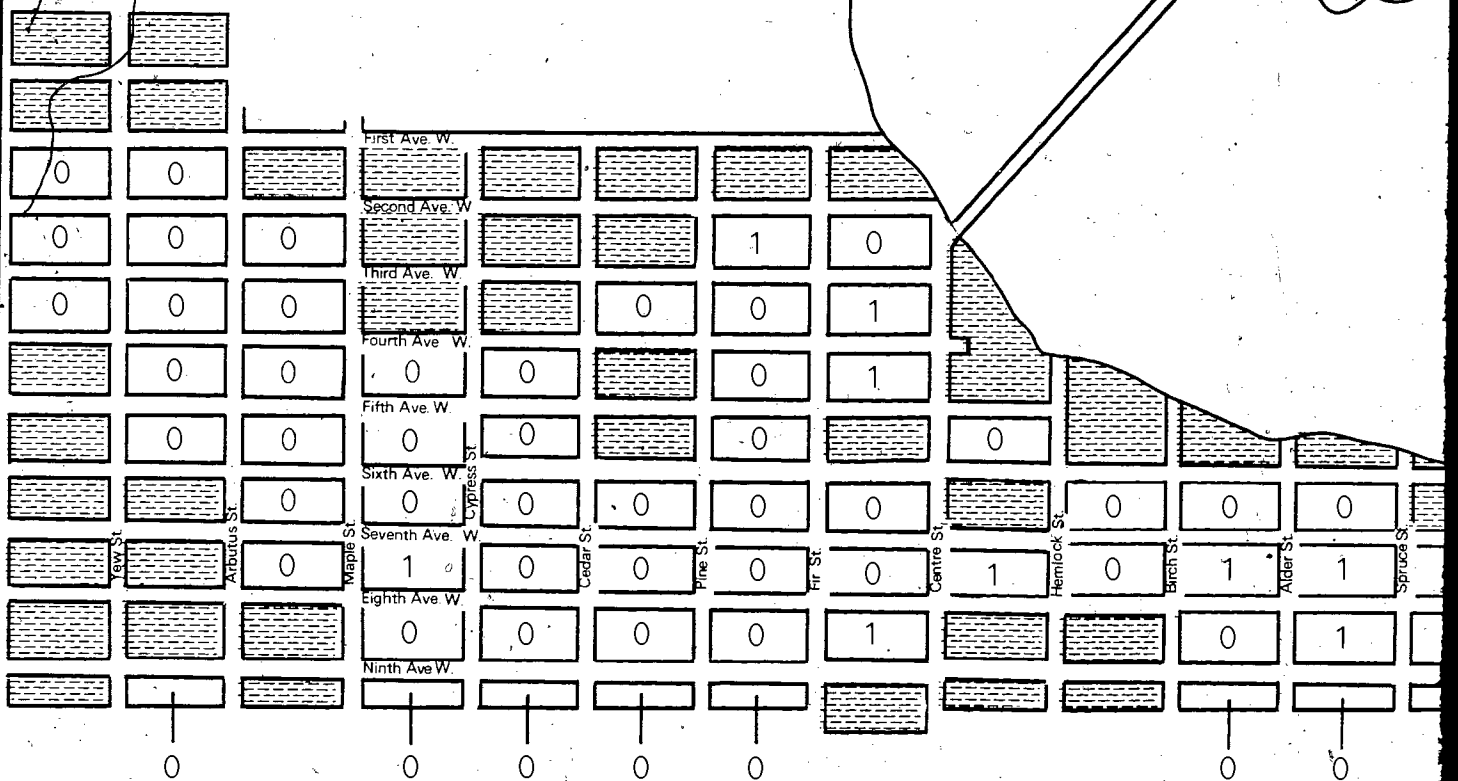 First Ave. W.
0 0
Second Ave. W
0 0 0 1 0
Third Ave. W.
0 0 0 0 0 1
Fourth Ave W.
0 0 0 0 0 1
Fifth Ave. W.
0 0 0 0 0 0
Sixth Ave. W.
0 0 0 0 0 0 0 0 0
Seventh Ave. W.
Yew St.
Arbutus St.
Maple St.
Cypress St.
Cedar St.
Pine St.
Fir St.
Centre St.
Hemlock St.
Birch St.
Alder St.
Spruce St.
0 1 0 0 0 0 0 1 0 1 1
Eighth Ave. W.
0 0 0 0 1 0 1
Ninth Ave W.
0 0 0 0 0 0 0